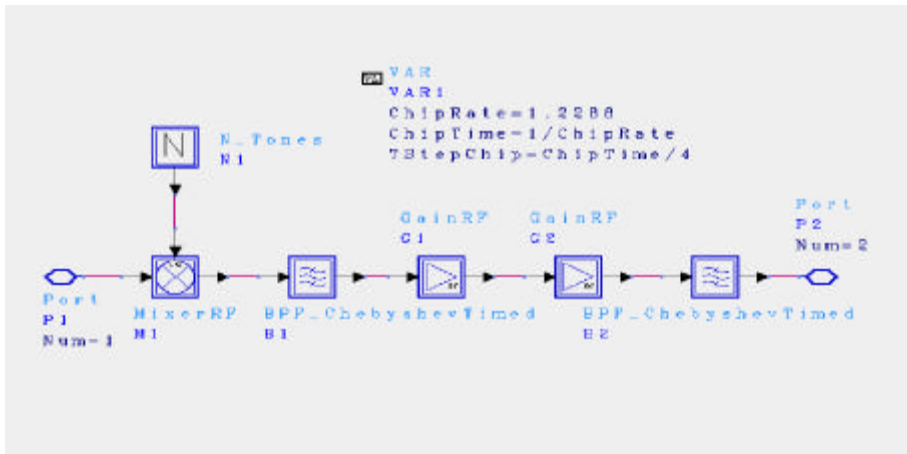 VAR
VAR1
ChipRate=1.2288
ChipTime=1/ChipRate
TStepChip=ChipTime/4
N
N_Tones
N1
GainRF
G1
GainRF
G2
Port
P2
Num=2
Port
P1
Num=1
MixerRF
M1
BPF_ChebyshevTimed
B1
BPF_ChebyshevTimed
B2